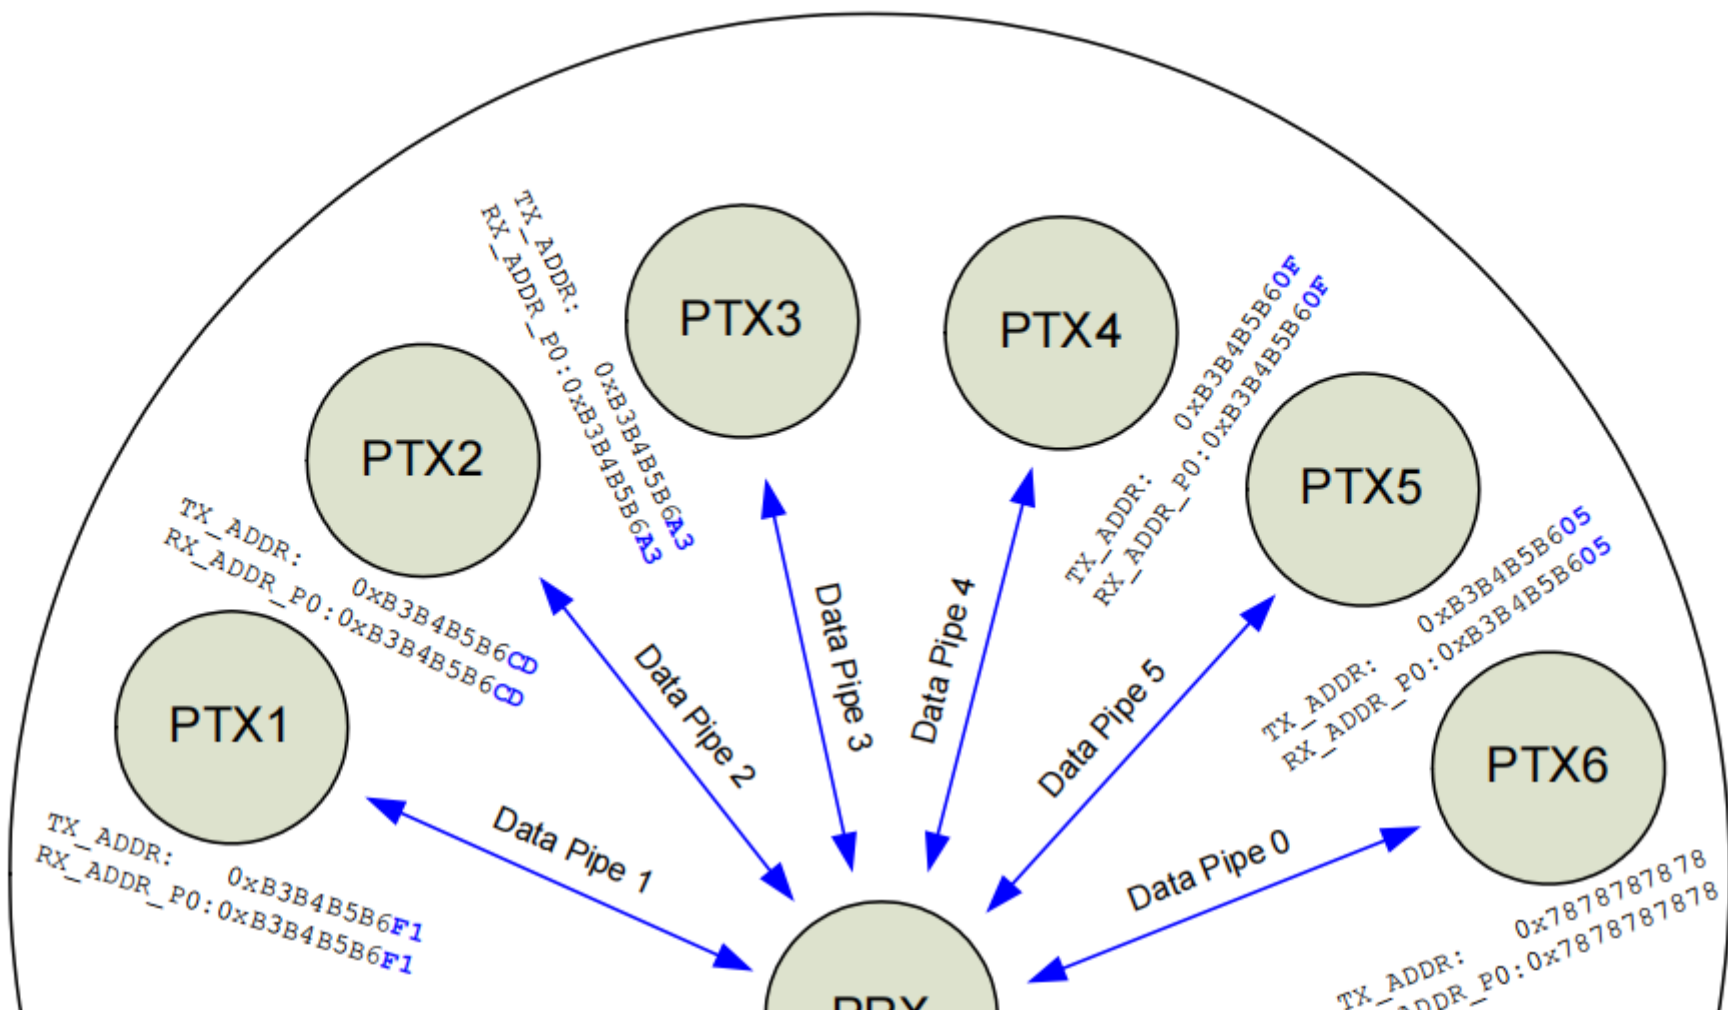 PTX3
PTX4
TX_ADDR: 0xB3B4B5B6A3
RX_ADDR_P0:0xB3B4B5B6A3
TX_ADDR: 0xB3B4B5B60F
RX_ADDR_P0:0xB3B4B5B60F
PTX2
PTX5
TX_ADDR: 0xB3B4B5B6CD
RX_ADDR_P0:0xB3B4B5B6CD
TX_ADDR: 0xB3B4B5B605
RX_ADDR_P0:0xB3B4B5B605
PTX1
PTX6
Data Pipe 3
Data Pipe 4
Data Pipe 2
Data Pipe 5
Data Pipe 1
Data Pipe 0
TX_ADDR: 0xB3B4B5B6F1
RX_ADDR_P0:0xB3B4B5B6F1
TX_ADDR: 0x7878787878
ADDR_P0:0x7878787878
PRX